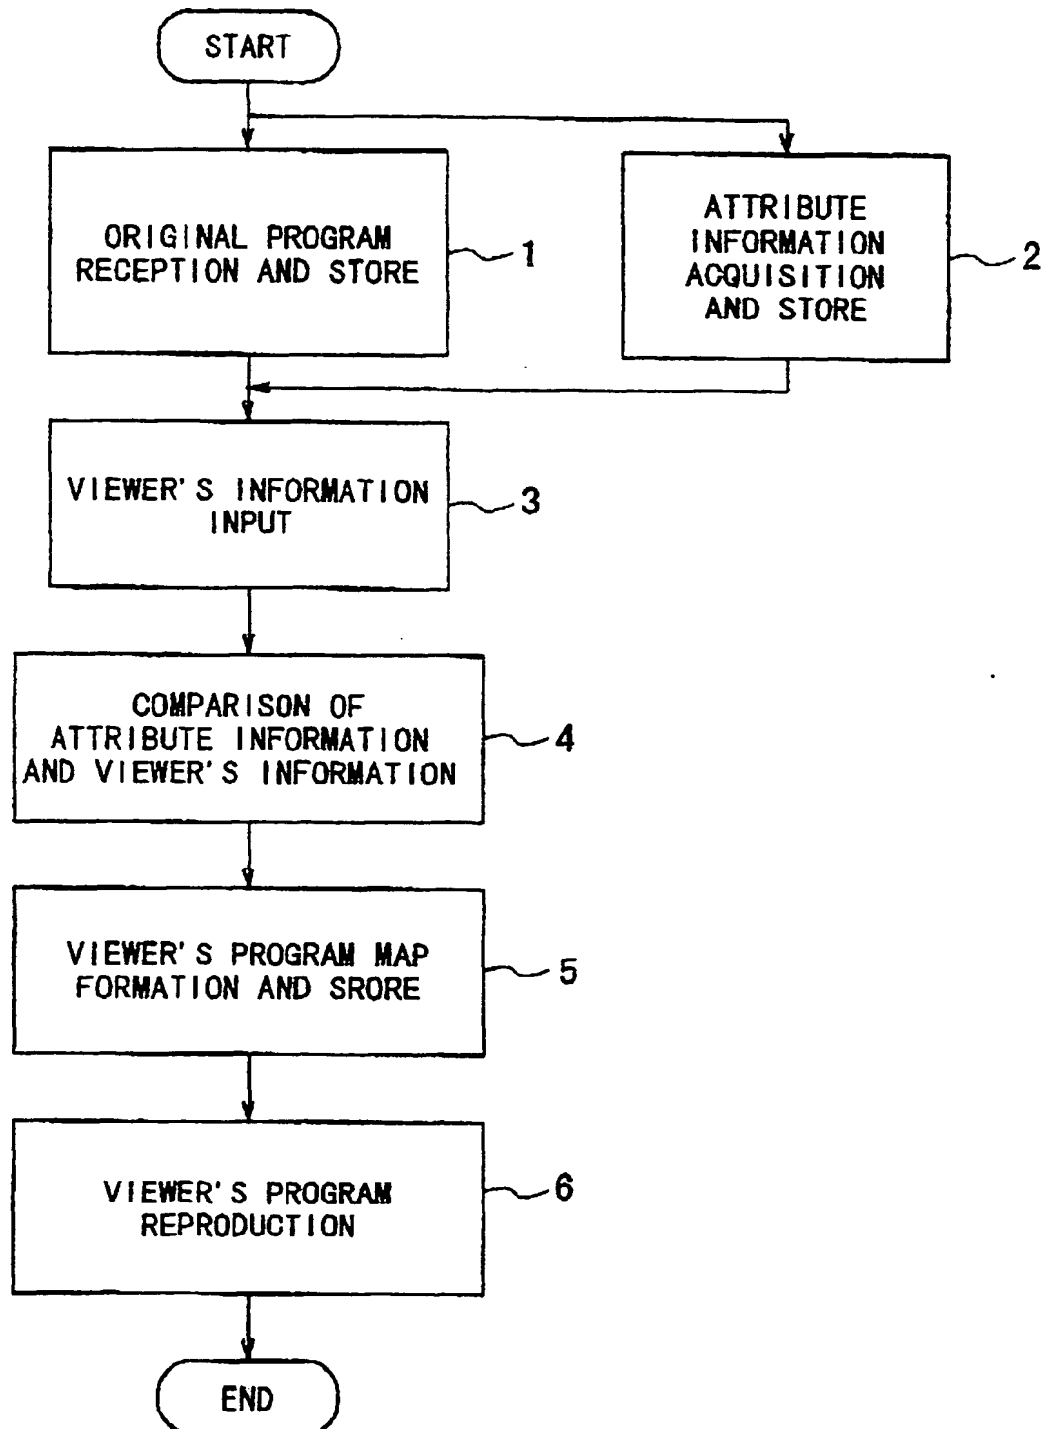 START
ORIGINAL PROGRAM
RECEPTION AND STORE
1
ATTRIBUTE
INFORMATION
ACQUISITION
AND STORE
2
VIEWER'S INFORMATION
INPUT
3
COMPARISON OF
ATTRIBUTE INFORMATION
AND VIEWER'S INFORMATION
4
VIEWER'S PROGRAM MAP
FORMATION AND SRORE
5
VIEWER'S PROGRAM
REPRODUCTION
6
END